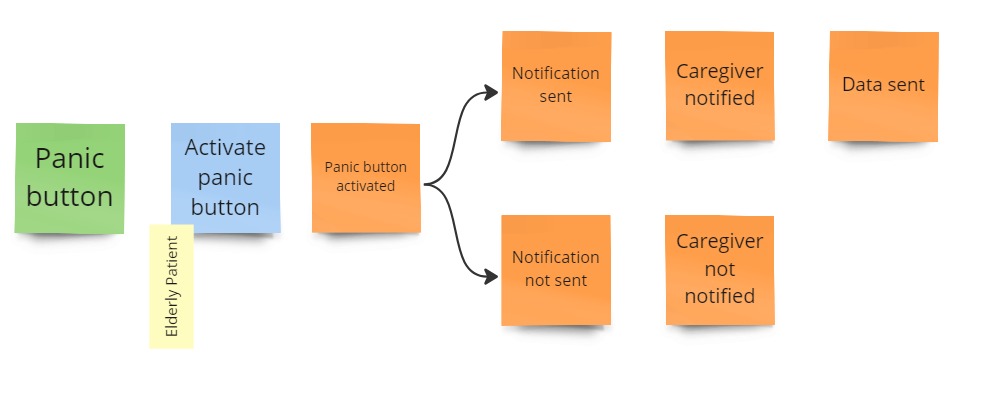 Panic
button
Activate
panic
button
Elderly Patient
Panic button
activated
Notification
sent
Caregiver
notified
Data sent
Notification
not sent
Caregiver
not
notified